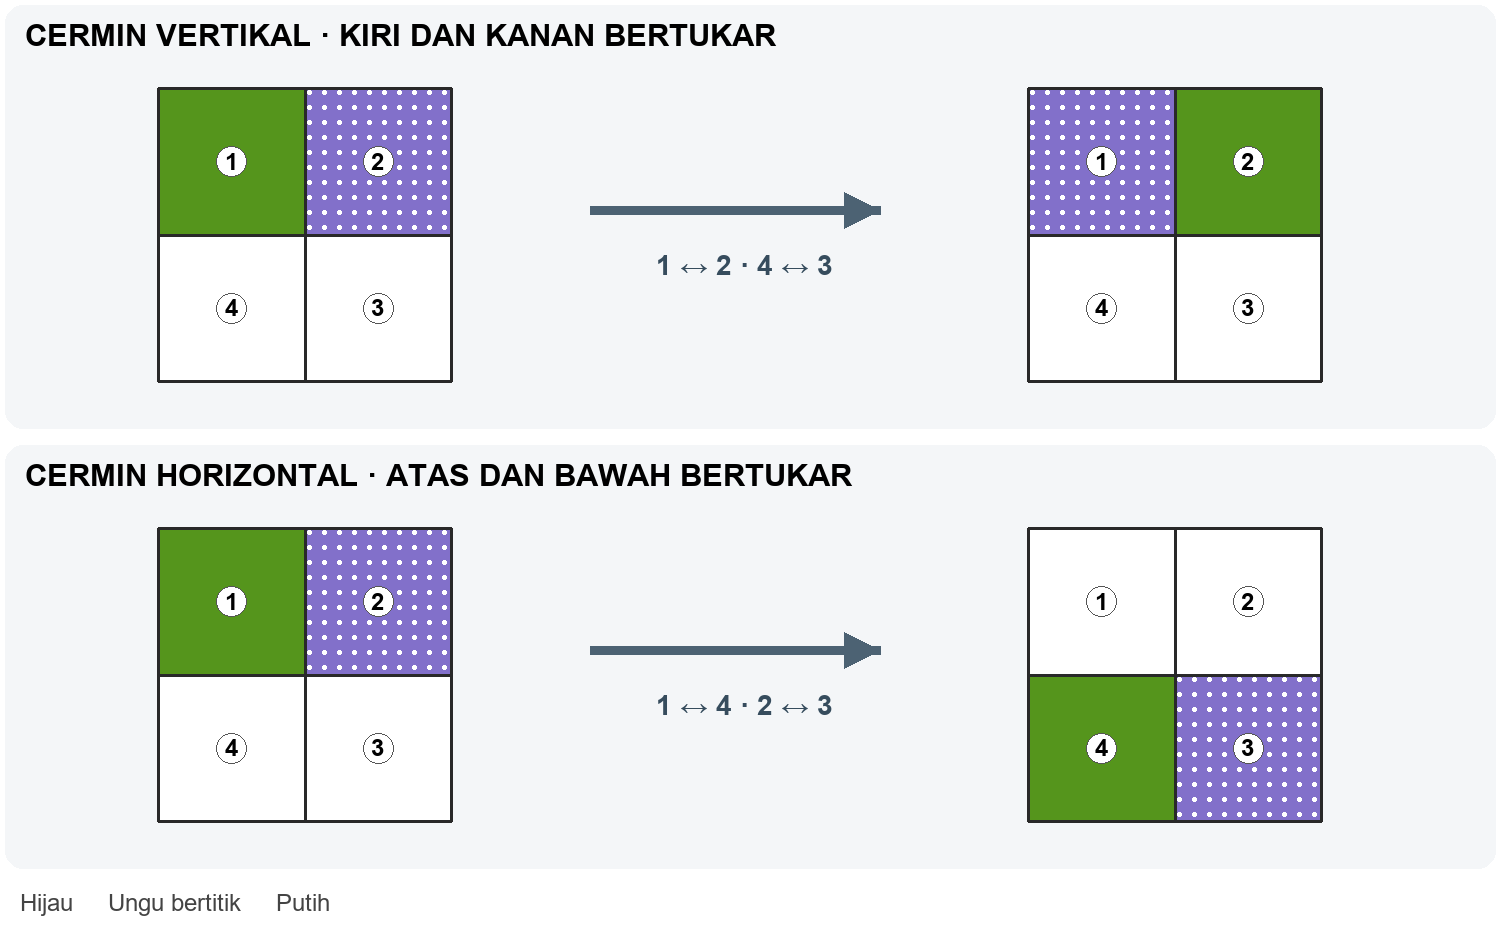 CERMIN VERTIKAL · KIRI DAN KANAN BERTUKAR
1 2 1 2
1 ↔ 2 · 4 ↔ 3
4 3 4 3
CERMIN HORIZONTAL · ATAS DAN BAWAH BERTUKAR
1 2 1 2
1 ↔ 4 · 2 ↔ 3
4 3 4 3
Hijau Ungu bertitik Putih